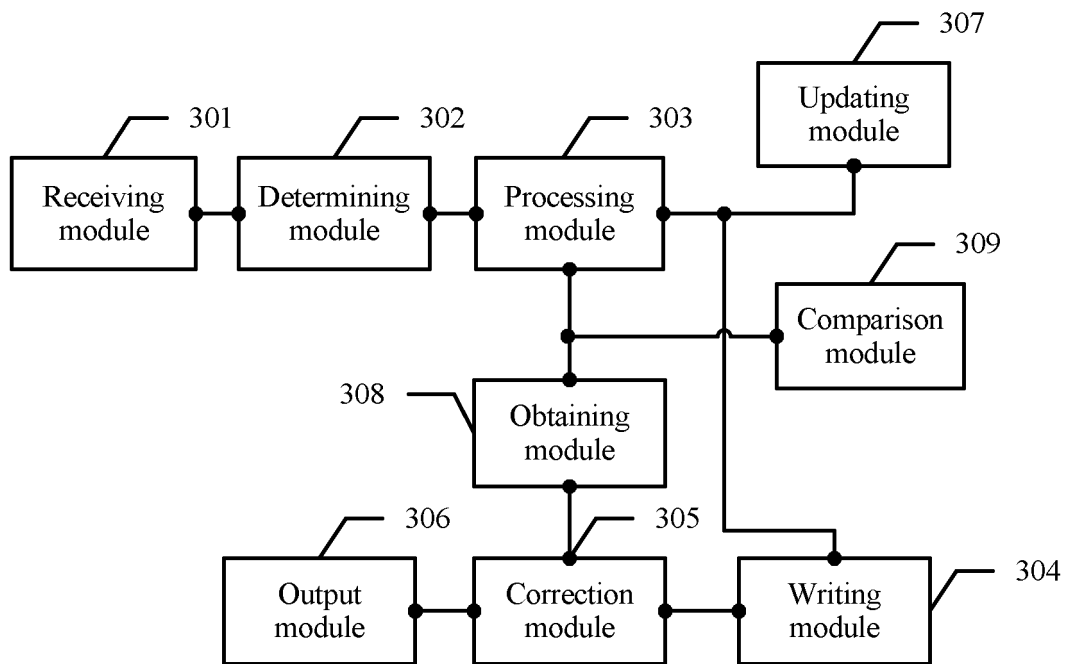 307
Updating
module
301
302
303
Receiving
module
Determining
module
Processing
module
309
Comparison
module
308
Obtaining
module
306
305
304
Output
module
Correction
module
Writing
module